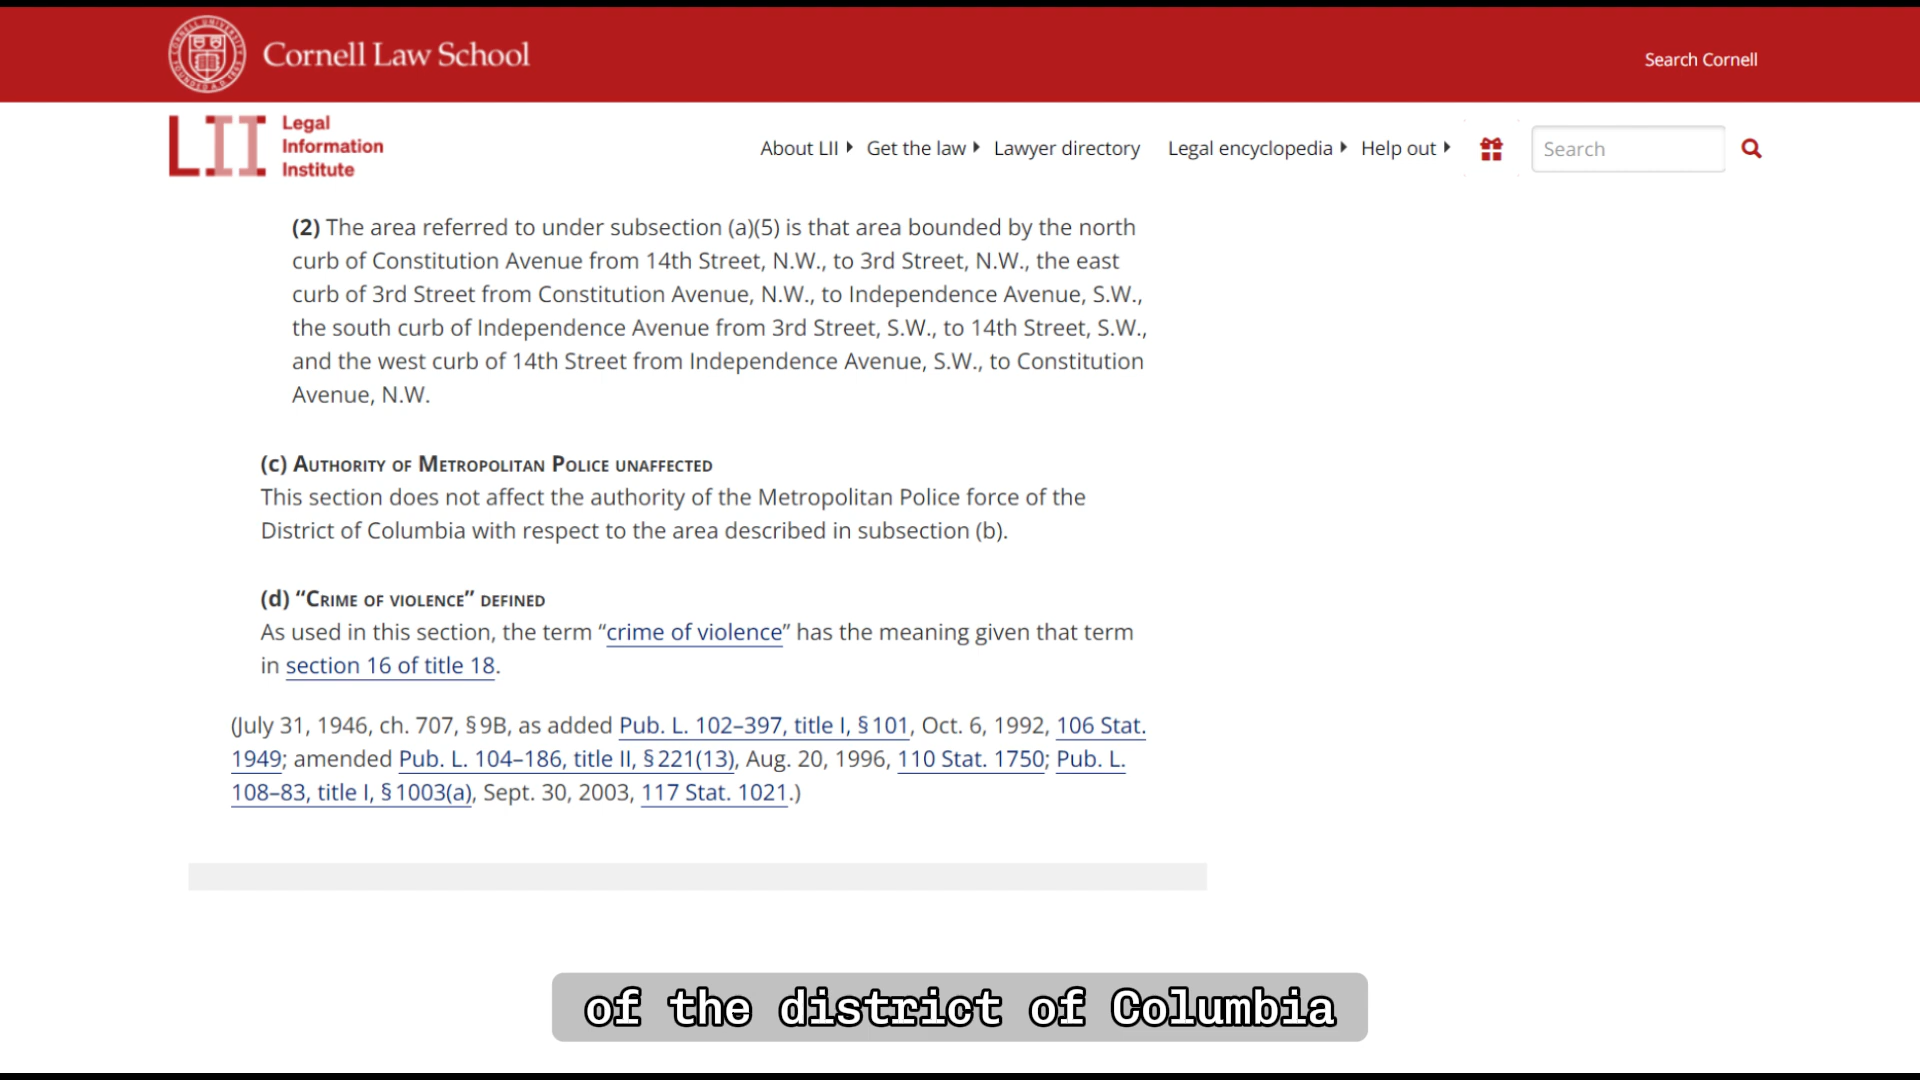 Cornell Law School
Search Cornell
Legal
Information
Institute
LII
About LII
Get the law
Lawyer directory
Legal encyclopedia
Help out
Search
(2) The area referred to under subsection (a)(5) is that area bounded by the north
curb of Constitution Avenue from 14th Street, N.W., to 3rd Street, N.W., the east
curb of 3rd Street from Constitution Avenue, N.W., to Independence Avenue, S.W.,
the south curb of Independence Avenue from 3rd Street, S.W., to 14th Street, S.W.,
and the west curb of 14th Street from Independence Avenue, S.W., to Constitution
Avenue, N.W.
(c) Authority of Metropolitan Police unaffected
This section does not affect the authority of the Metropolitan Police force of the
District of Columbia with respect to the area described in subsection (b).
(d) “Crime of violence” defined
As used in this section, the term “crime of violence” has the meaning given that term
in section 16 of title 18.
(July 31, 1946, ch. 707, § 9B, as added Pub. L. 102–397, title I, § 101, Oct. 6, 1992, 106 Stat.
1949; amended Pub. L. 104–186, title II, § 221(13), Aug. 20, 1996, 110 Stat. 1750; Pub. L.
108–83, title I, § 1003(a), Sept. 30, 2003, 117 Stat. 1021.)
of the district of Columbia